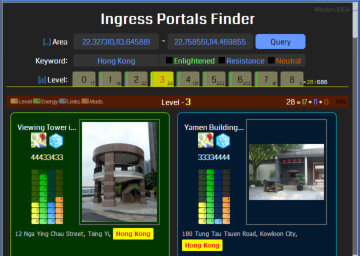 Mention IDEA
Ingress Portals Finder
[..] Area 22.327310,113.645881 ~ 22.758551,114.469855 Query
Keyword: Hong Kong Enlightened Resistance Neutral
[a] Level: 0 1 2 3 4 5 6 7 8 = 28 / 686
Level Energy Links Mods Level - 3 28 = 17 + 11 + 0
Viewing Tower i...
44433433
12 Nga Ying Chau Street, Tsing Yi, Hong Kong
Yamen Building...
33334444
180 Tung Tau Tsuen Road, Kowloon City,
Hong Kong